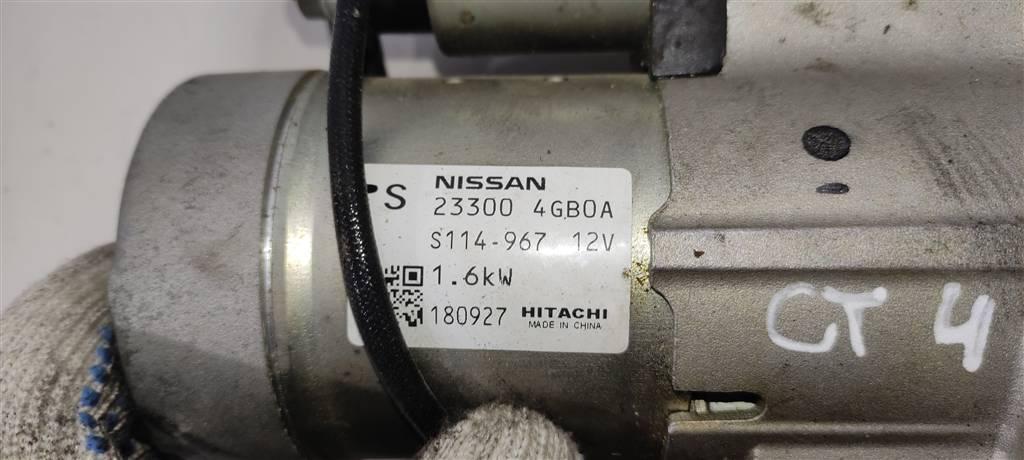 S NISSAN
23300 4GB0A
S114-967 12V
1.6kW
180927 HITACHI
MADE IN CHINA
CT 4